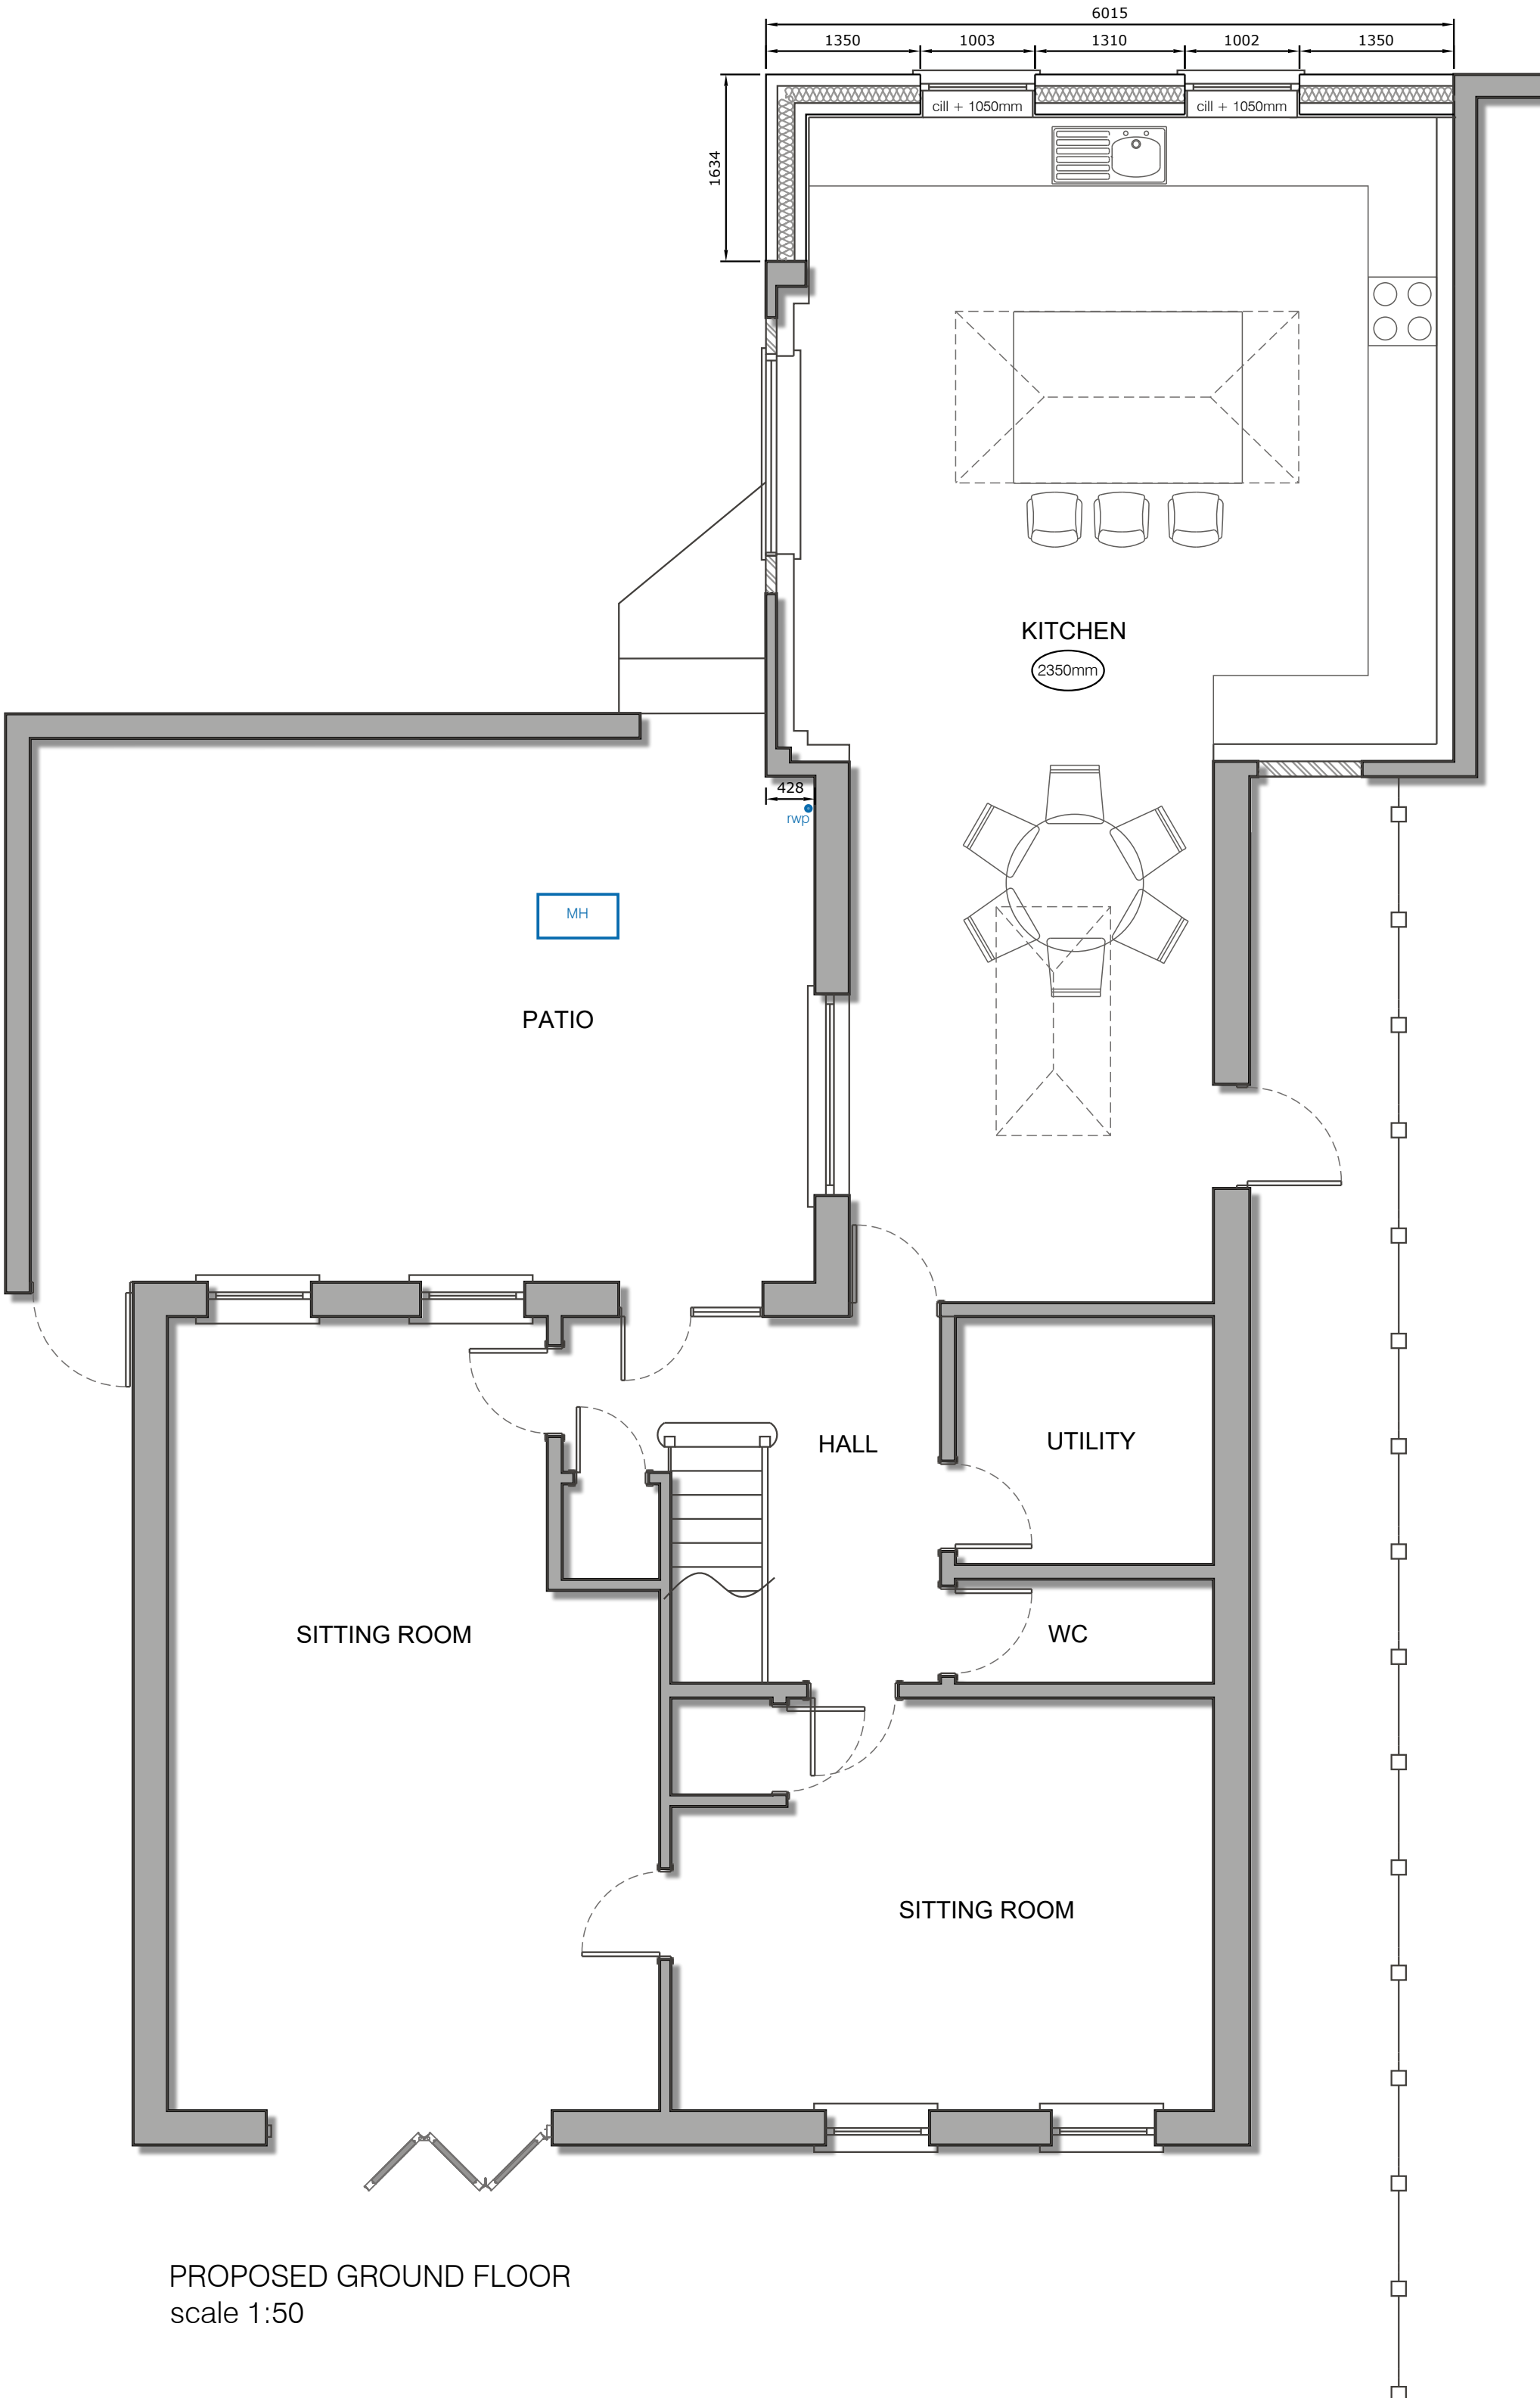 6015
1350
1003
1310
1002
1350
cill + 1050mm
cill + 1050mm
1634
KITCHEN
2350mm
428
rwp
MH
PATIO
HALL
UTILITY
SITTING ROOM
WC
SITTING ROOM
PROPOSED GROUND FLOOR
scale 1:50